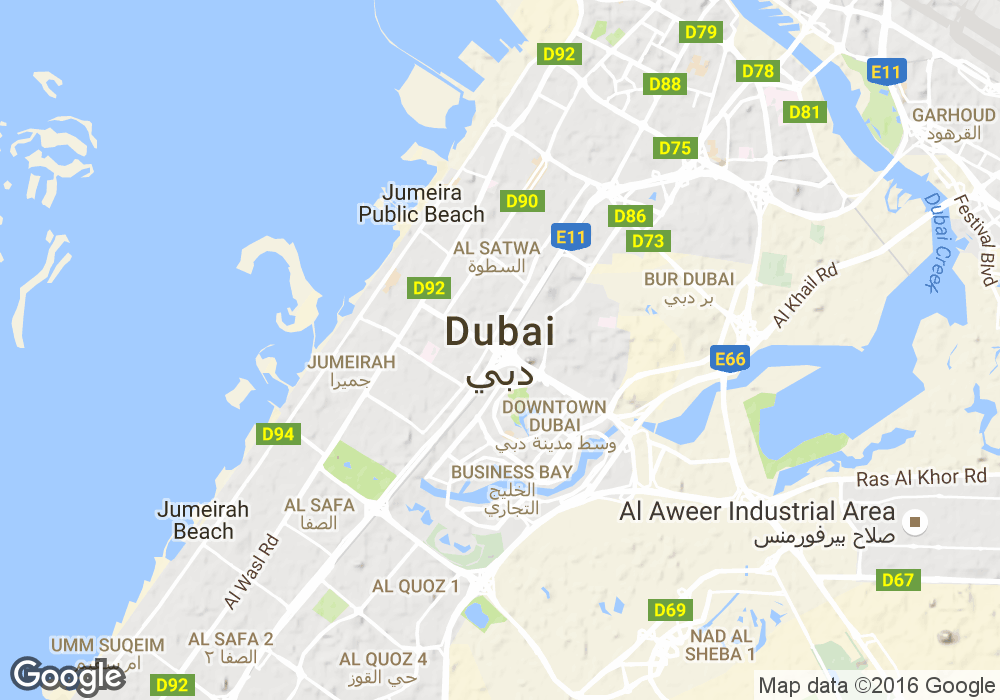 D79
D92
E11
D78
D88
D81
GARHOUD
القرهود
D75
Jumeira
Public Beach
D90
D86
Festival Blvd
Dubai Creek
E11
D73
AL SATWA
السطوة
BUR DUBAI
بر دبي
Al Khail Rd
D92
Dubai
دبي
E66
JUMEIRAH
جميرا
DOWNTOWN
DUBAI
وسط مدينة دبي
D94
BUSINESS BAY
الخليج
التجاري
Ras Al Khor Rd
AL SAFA
الصفا
Jumeirah
Beach
Al Aweer Industrial Area
صلاح بيرفورمنس
Al Wasl Rd
D67
AL QUOZ 1
D69
UMM SUQEIM
AL SAFA 2
الصفا ٢
NAD AL
SHEBA 1
AL QUOZ 4
حي القوز
Google
D92
Map data ©2016 Google